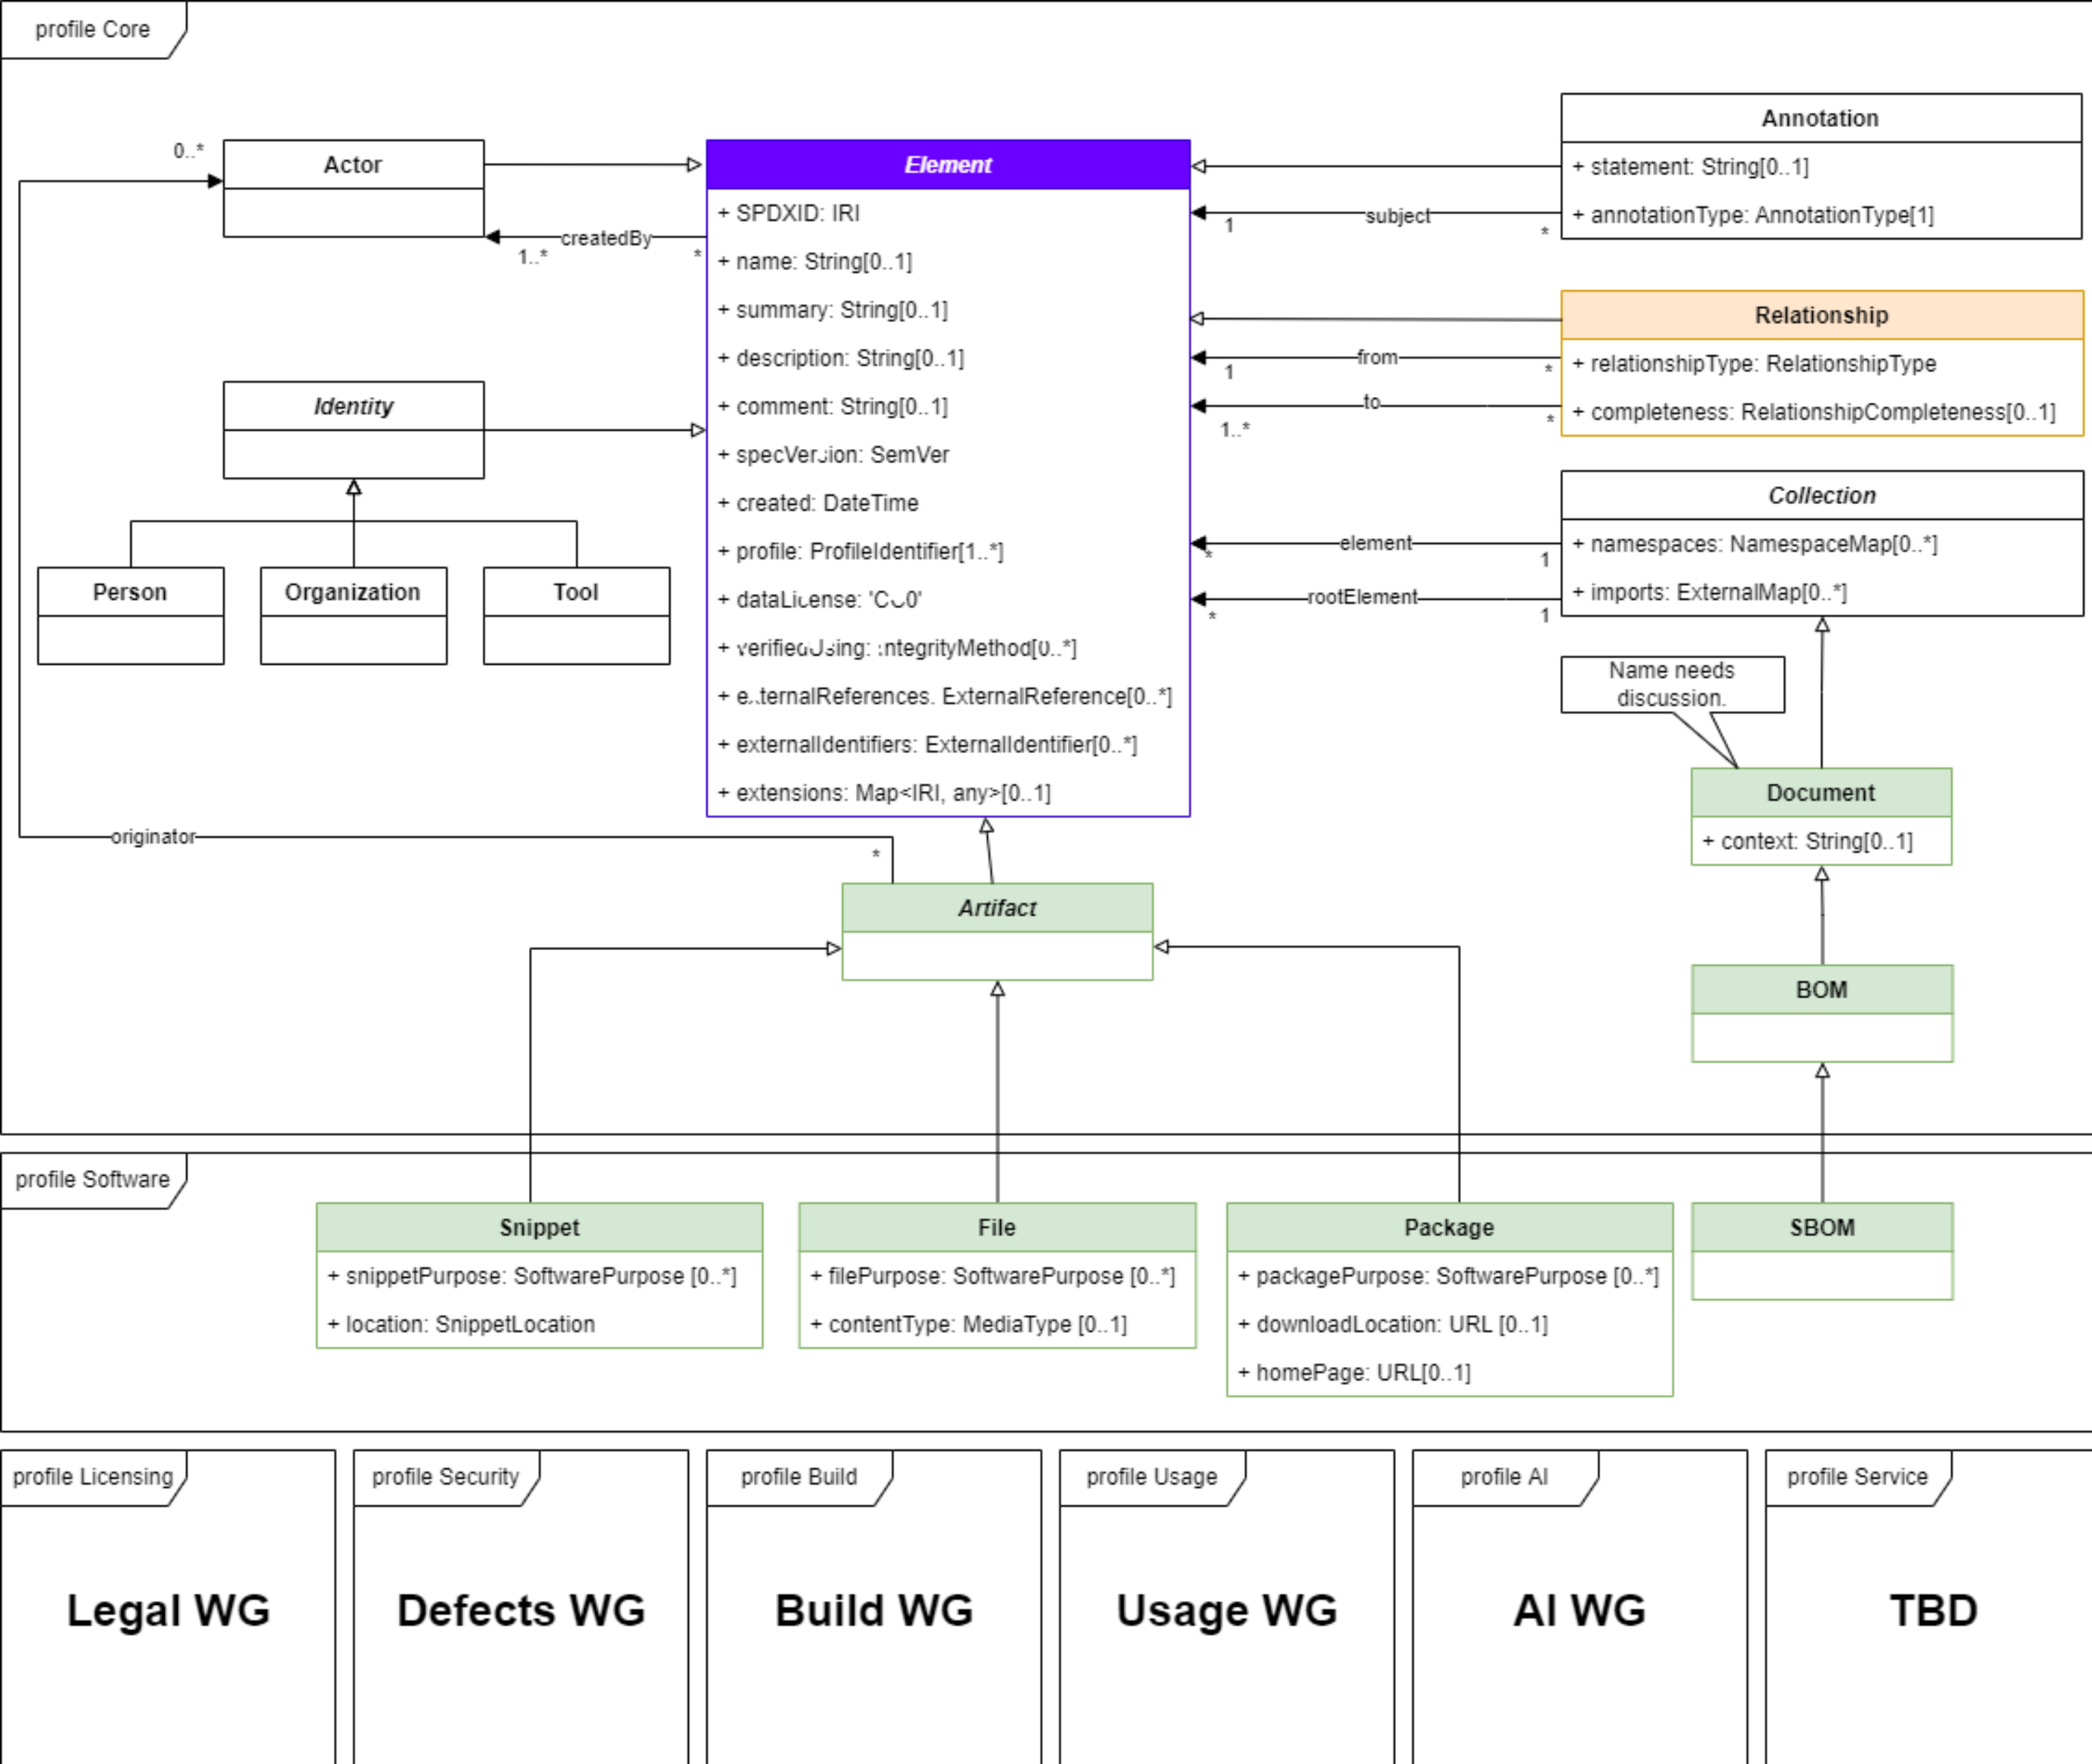 profile Core
Annotation
+ statement: String[0..1]
+ annotationType: AnnotationType[1]
0..*
Actor
Element
+ SPDXID: IRI
+ name: String[0..1]
+ summary: String[0..1]
+ description: String[0..1]
+ comment: String[0..1]
+ specVersion: SemVer
+ created: DateTime
+ profile: ProfileIdentifier[1..*]
+ dataLicense:
+ IntegrityMethod[0..*]
+ ExternalReference[0..*]
+ externalIdentifiers: ExternalIdentifier[0..*]
+ extensions: Map<IRI, any>[0..1]
createdBy
1..*
*
subject
1
*
Relationship
+ relationshipType: RelationshipType
+ completeness: RelationshipCompleteness[0..1]
from
1
*
to
1..*
*
Identity
Person
Organization
Tool
Collection
+ namespaces: NamespaceMap[0..*]
+ imports: ExternalMap[0..*]
element
*
1
rootElement
*
1
Name needs
discussion.
Document
+ context: String[0..1]
originator
*
Artifact
BOM
profile Software
Snippet
+ snippetPurpose: SoftwarePurpose [0..*]
+ location: SnippetLocation
File
+ filePurpose: SoftwarePurpose [0..*]
+ contentType: MediaType [0..1]
Package
+ packagePurpose: SoftwarePurpose [0..*]
+ downloadLocation: URL [0..1]
+ homePage: URL[0..1]
SBOM
profile Licensing
Legal WG
profile Security
Defects WG
profile Build
Build WG
profile Usage
Usage WG
profile AI
AI WG
profile Service
TBD